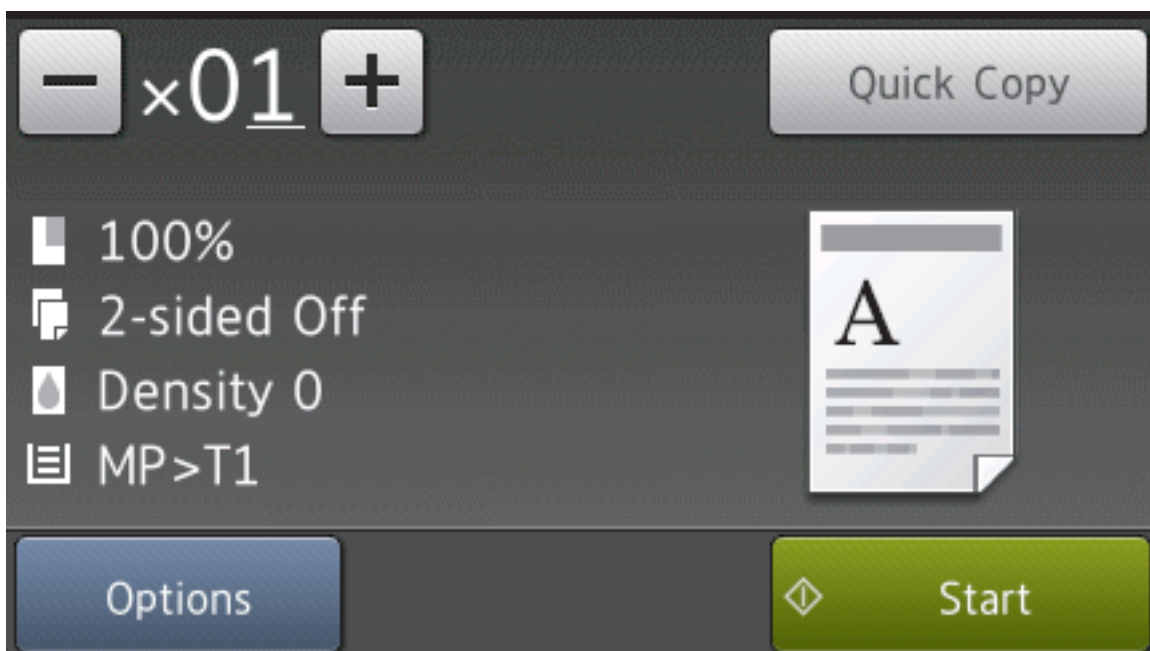 − ×01 + Quick Copy
100%
2-sided Off
Density 0
MP>T1
A
Options Start